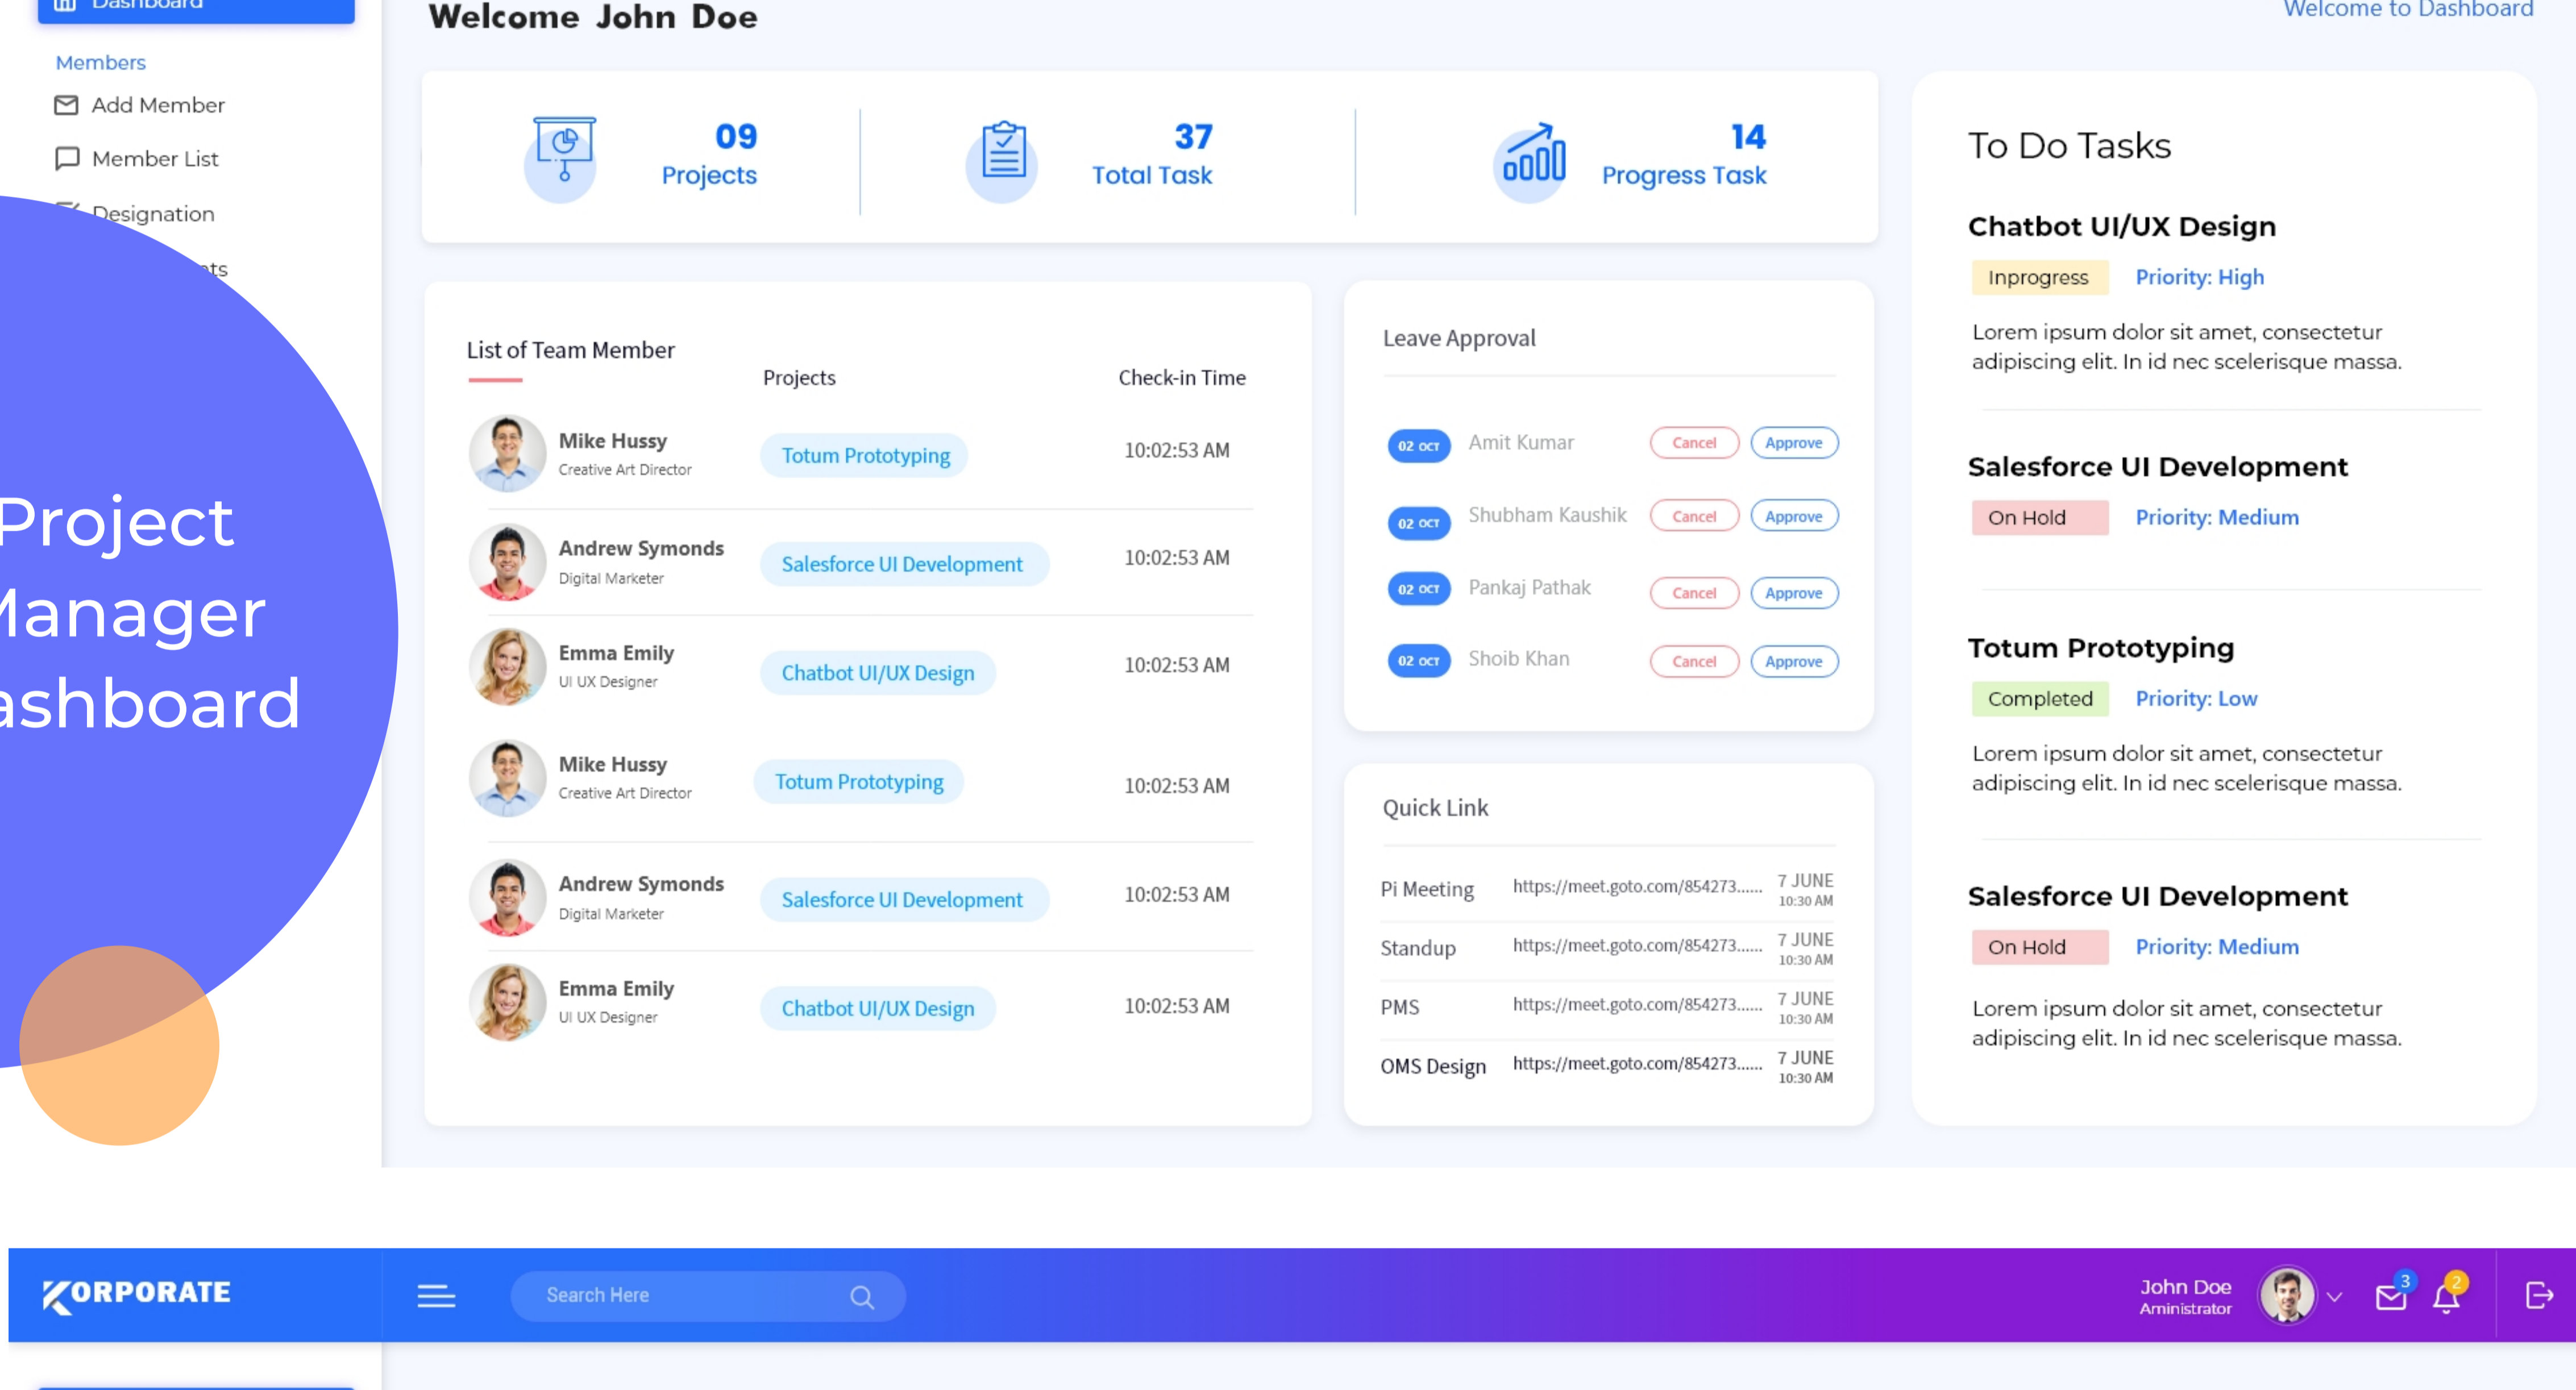 Dashboard
Welcome John Doe
Welcome to Dashboard
Members
Add Member
Member List
Designation
Project
Manager
ashboard
09
Projects
37
Total Task
14
Progress Task
List of Team Member
Projects
Check-in Time
Mike Hussy
Creative Art Director
Totum Prototyping
10:02:53 AM
Andrew Symonds
Digital Marketer
Salesforce UI Development
10:02:53 AM
Emma Emily
UI UX Designer
Chatbot UI/UX Design
10:02:53 AM
Mike Hussy
Creative Art Director
Totum Prototyping
10:02:53 AM
Andrew Symonds
Digital Marketer
Salesforce UI Development
10:02:53 AM
Emma Emily
UI UX Designer
Chatbot UI/UX Design
10:02:53 AM
Leave Approval
02 OCT Amit Kumar Cancel Approve
02 OCT Shubham Kaushik Cancel Approve
02 OCT Pankaj Pathak Cancel Approve
02 OCT Shoib Khan Cancel Approve
Quick Link
Pi Meeting https://meet.goto.com/854273...... 7 JUNE
10:30 AM
Standup https://meet.goto.com/854273...... 7 JUNE
10:30 AM
PMS https://meet.goto.com/854273...... 7 JUNE
10:30 AM
OMS Design https://meet.goto.com/854273...... 7 JUNE
10:30 AM
To Do Tasks
Chatbot UI/UX Design
Inprogress Priority: High
Lorem ipsum dolor sit amet, consectetur
adipiscing elit. In id nec scelerisque massa.
Salesforce UI Development
On Hold Priority: Medium
Totum Prototyping
Completed Priority: Low
Lorem ipsum dolor sit amet, consectetur
adipiscing elit. In id nec scelerisque massa.
Salesforce UI Development
On Hold Priority: Medium
Lorem ipsum dolor sit amet, consectetur
adipiscing elit. In id nec scelerisque massa.
KORPORATE
Search Here
John Doe
Aministrator
3
2